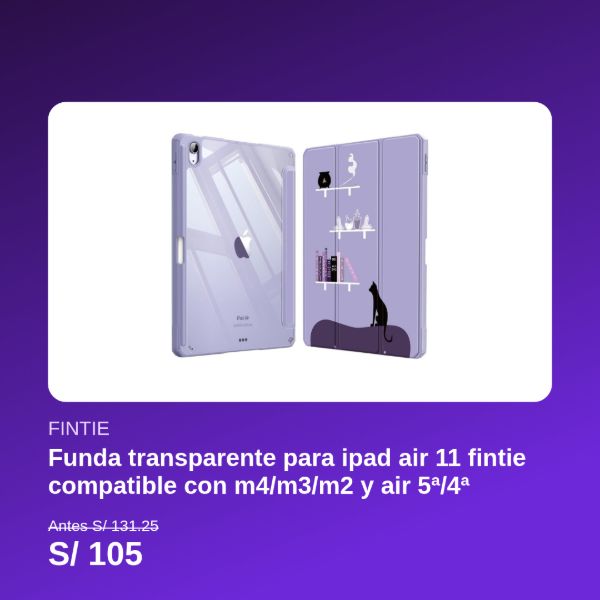 FINTIE
Funda transparente para ipad air 11 fintie
compatible con m4/m3/m2 y air 5ª/4ª
Antes S/ 131.25
S/ 105